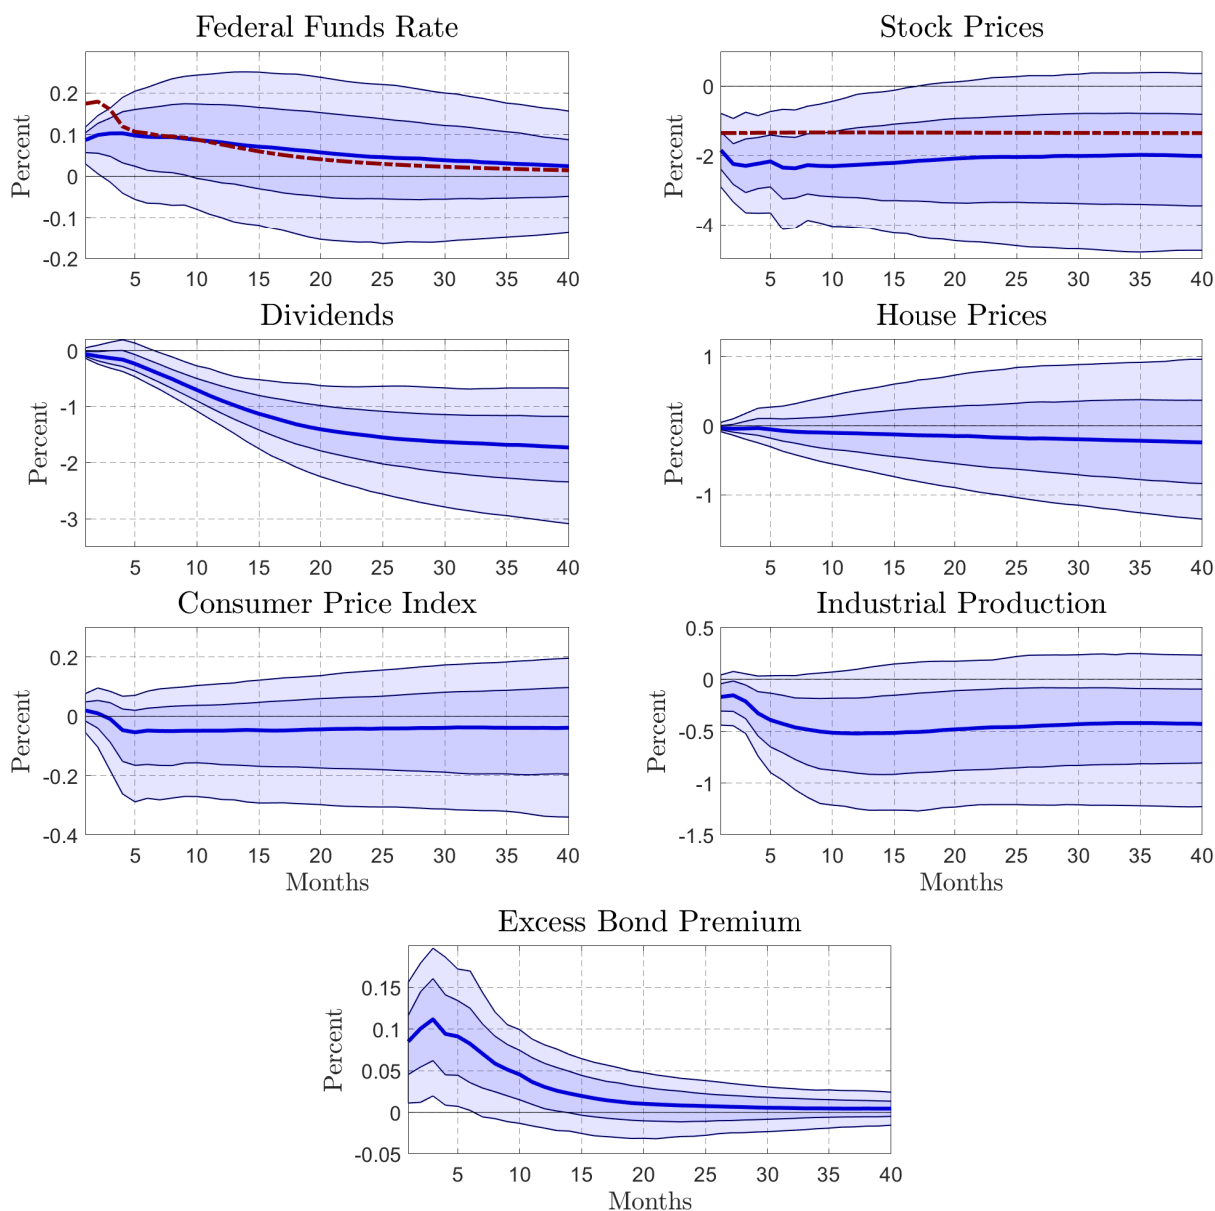 Federal Funds Rate
Percent
0.2
0.1
0
-0.1
-0.2
5 10 15 20 25 30 35 40
Stock Prices
Percent
0
-2
-4
5 10 15 20 25 30 35 40
Dividends
Percent
0
-1
-2
-3
5 10 15 20 25 30 35 40
House Prices
Percent
1
0
-1
5 10 15 20 25 30 35 40
Consumer Price Index
Percent
0.2
0
-0.2
-0.4
5 10 15 20 25 30 35 40
Months
Industrial Production
Percent
0.5
0
-0.5
-1
-1.5
5 10 15 20 25 30 35 40
Months
Excess Bond Premium
Percent
0.15
0.1
0.05
0
-0.05
5 10 15 20 25 30 35 40
Months